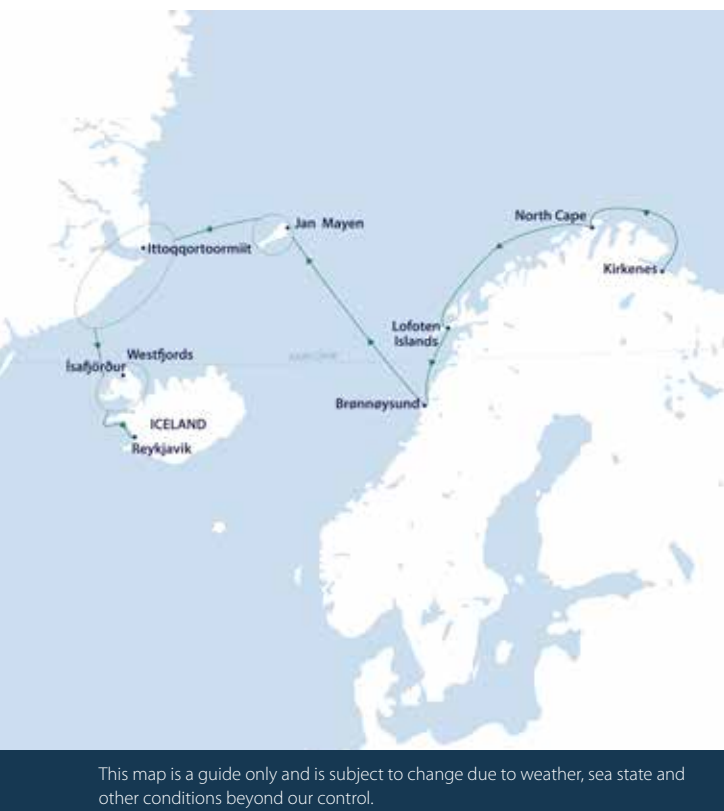 North Cape
Jan Mayen
Ittoqqortoormiit
Kirkenes
Lofoten
Islands
Westfjords
Ísafjörður
Brønnøysund
ICELAND
Reykjavik
This map is a guide only and is subject to change due to weather, sea state and
other conditions beyond our control.